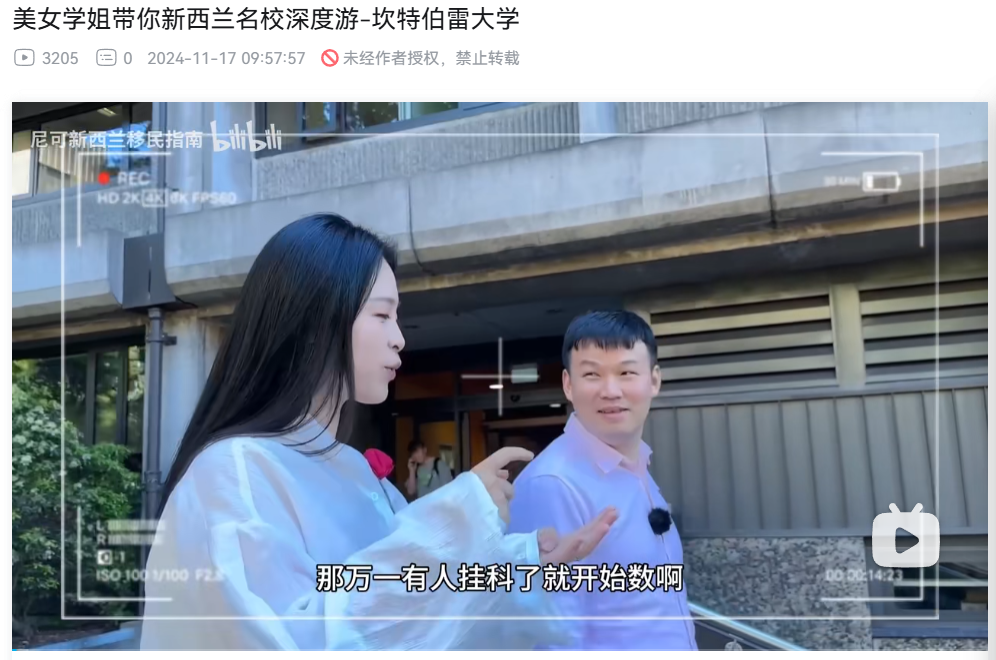 美女学姐带你新西兰名校深度游-坎特伯雷大学
3205 0 2024-11-17 09:57:57 未经作者授权，禁止转载
尼可新西兰移民指南 bilibili
REC
HD 2K 4K 6K FPS60
L
R
-1
ISO 100 1/100 F2.8
那万一有人挂科了就开始数啊
00:00:14:23